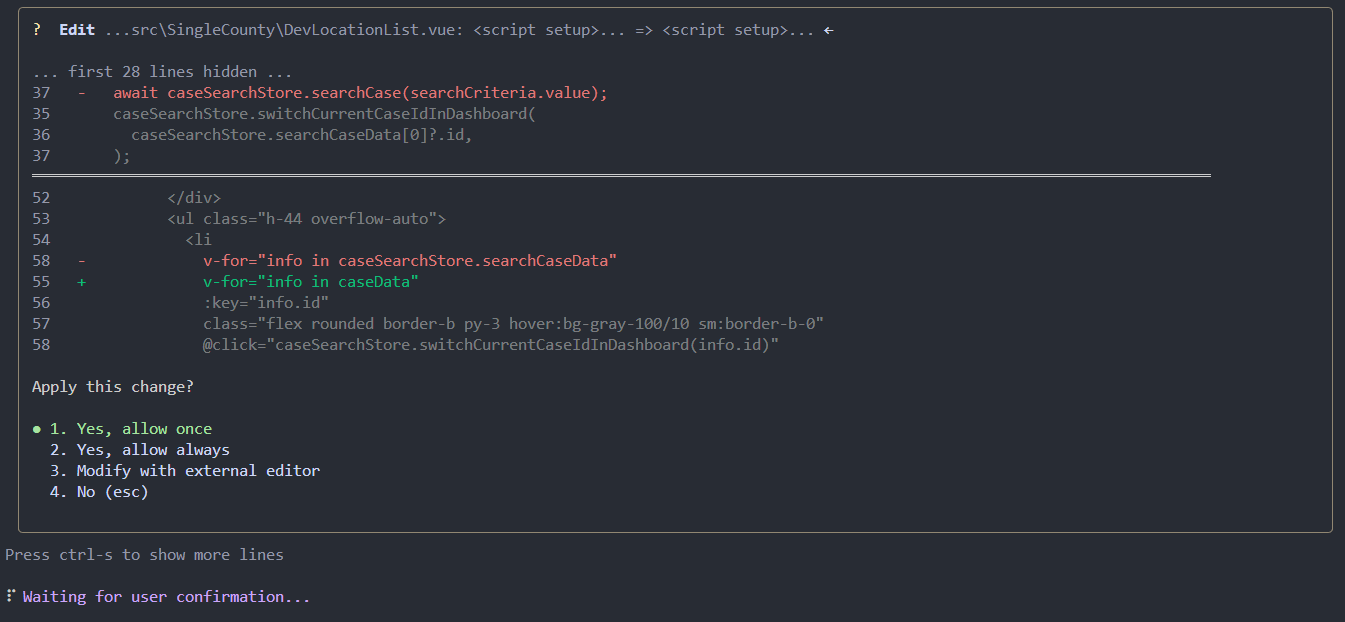 ?  Edit ...src\SingleCounty\DevLocationList.vue: <script setup>... => <script setup>... ←
... first 28 lines hidden ...
37   -   await caseSearchStore.searchCase(searchCriteria.value);
35       caseSearchStore.switchCurrentCaseIdInDashboard(
36         caseSearchStore.searchCaseData[0]?.id,
37       );
52             </div>
53             <ul class="h-44 overflow-auto">
54               <li
58   -             v-for="info in caseSearchStore.searchCaseData"
55   +             v-for="info in caseData"
56                 :key="info.id"
57                 class="flex rounded border-b py-3 hover:bg-gray-100/10 sm:border-b-0"
58                 @click="caseSearchStore.switchCurrentCaseIdInDashboard(info.id)"
Apply this change?
● 1. Yes, allow once
2. Yes, allow always
3. Modify with external editor
4. No (esc)
Press ctrl-s to show more lines
⠏ Waiting for user confirmation...